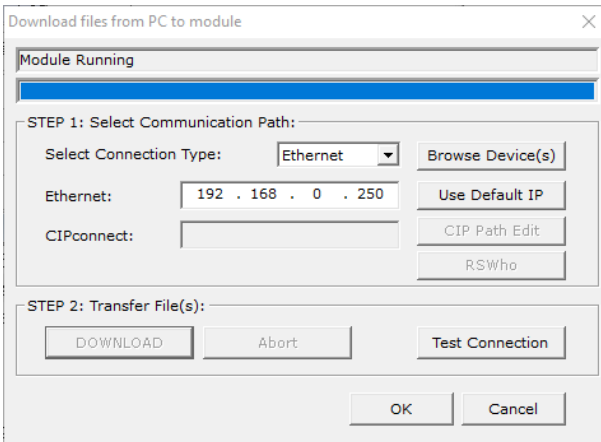 Download files from PC to module
Module Running
STEP 1: Select Communication Path:
Select Connection Type: Ethernet Browse Device(s)
Ethernet: 192 . 168 . 0 . 250 Use Default IP
CIPconnect: CIP Path Edit
RSWho
STEP 2: Transfer File(s):
DOWNLOAD Abort Test Connection
OK Cancel